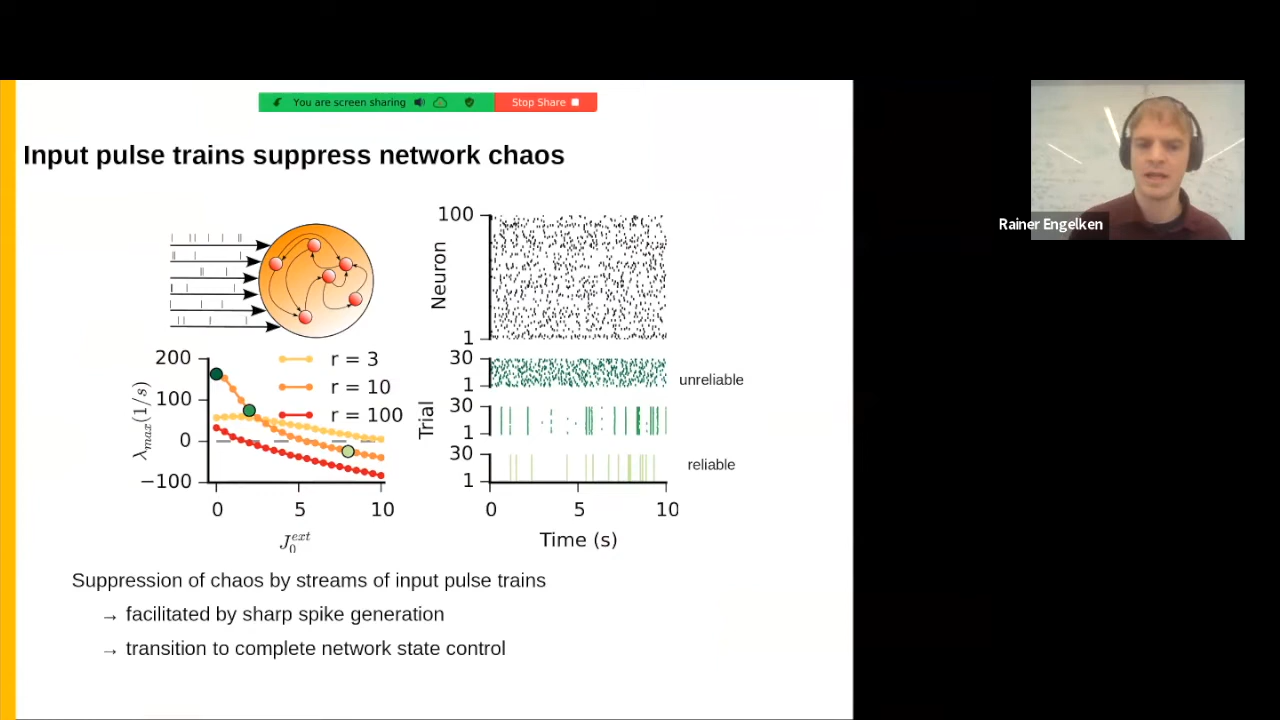 You are screen sharing
Stop Share
Input pulse trains suppress network chaos
Rainer Engelken
100
Neuron
1
200
100
0
−100
λmax(1/s)
r = 3
r = 10
r = 100
0 5 10
J0ext
30
1
unreliable
30
1
Trial
30
1
reliable
0 5 10
Time (s)
Suppression of chaos by streams of input pulse trains
→ facilitated by sharp spike generation
→ transition to complete network state control